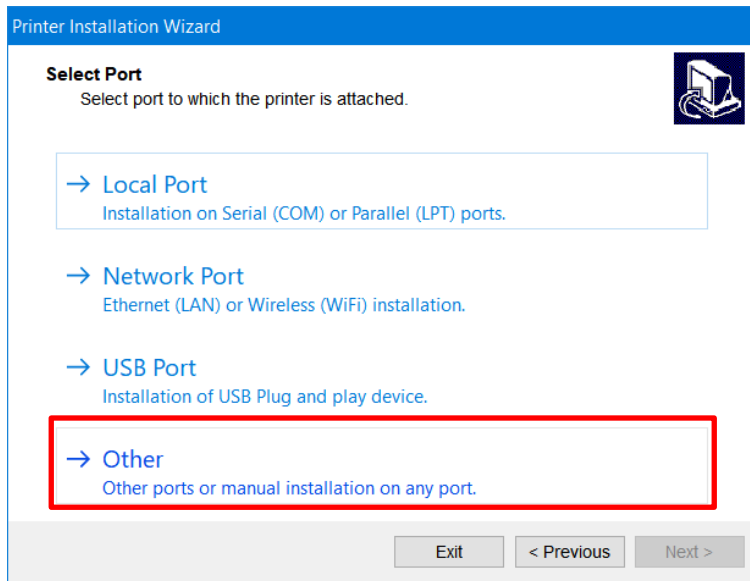 Printer Installation Wizard
Select Port
Select port to which the printer is attached.
→ Local Port
Installation on Serial (COM) or Parallel (LPT) ports.
→ Network Port
Ethernet (LAN) or Wireless (WiFi) installation.
→ USB Port
Installation of USB Plug and play device.
→ Other
Other ports or manual installation on any port.
Exit < Previous Next >